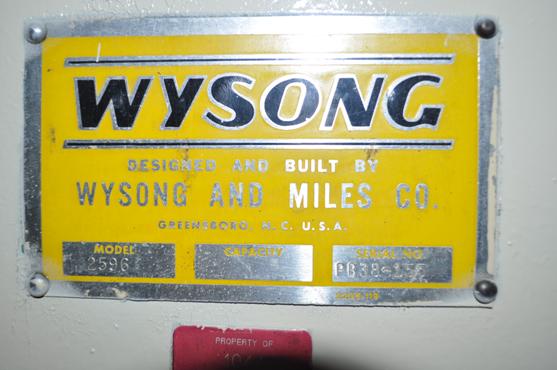 WYSONG
DESIGNED AND BUILT BY
WYSONG AND MILES CO.
GREENSBORO, N.C. U.S.A.
MODEL CAPACITY SERIAL NO.
2596
PROPERTY OF